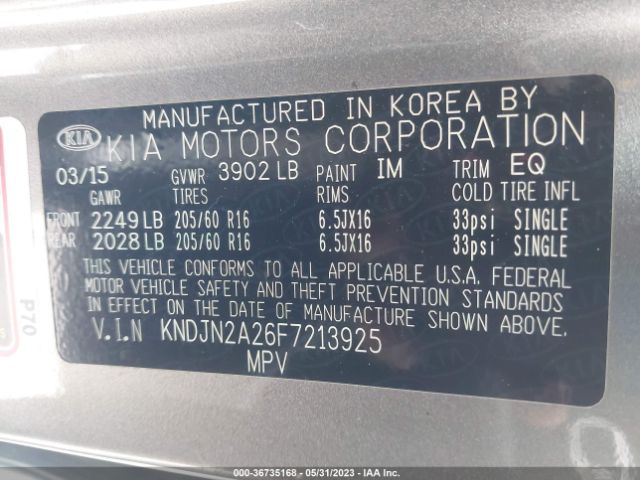 MANUFACTURED IN KOREA BY
KIA KIA MOTORS CORPORATION
03/15 GVWR 3902 LB PAINT IM TRIM EQ
GAWR TIRES RIMS COLD TIRE INFL
FRONT 2249 LB 205/60 R16 6.5JX16 33psi SINGLE
REAR 2028 LB 205/60 R16 6.5JX16 33psi SINGLE
THIS VEHICLE CONFORMS TO ALL APPLICABLE U.S.A. FEDERAL
MOTOR VEHICLE SAFETY AND THEFT PREVENTION STANDARDS
IN EFFECT ON THE DATE OF MANUFACTURE SHOWN ABOVE.
V.I.N KNDJN2A26F7213925
MPV
P70
000-36735168 - 05/31/2023 - IAA Inc.